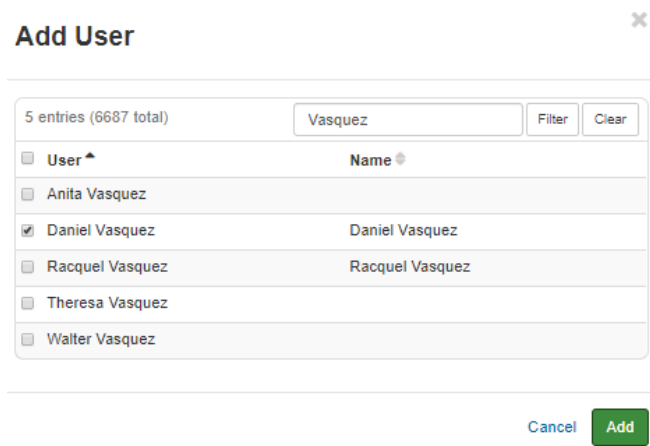 Add User
5 entries (6687 total) Vasquez Filter Clear
User Name
Anita Vasquez
Daniel Vasquez Daniel Vasquez
Racquel Vasquez Racquel Vasquez
Theresa Vasquez
Walter Vasquez
Cancel Add